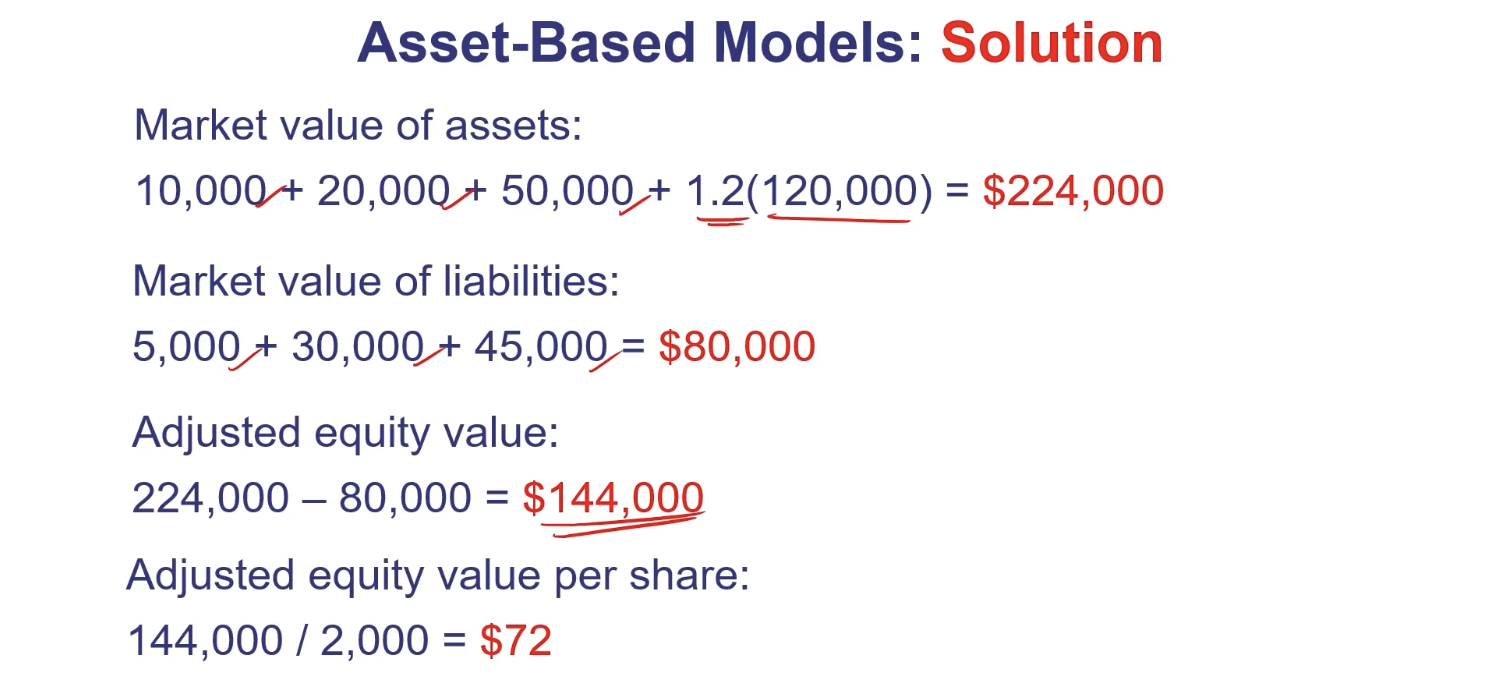 Asset-Based Models: Solution
Market value of assets:
10,000 + 20,000 + 50,000 + 1.2(120,000) = $224,000
Market value of liabilities:
5,000 + 30,000 + 45,000 = $80,000
Adjusted equity value:
224,000 – 80,000 = $144,000
Adjusted equity value per share:
144,000 / 2,000 = $72